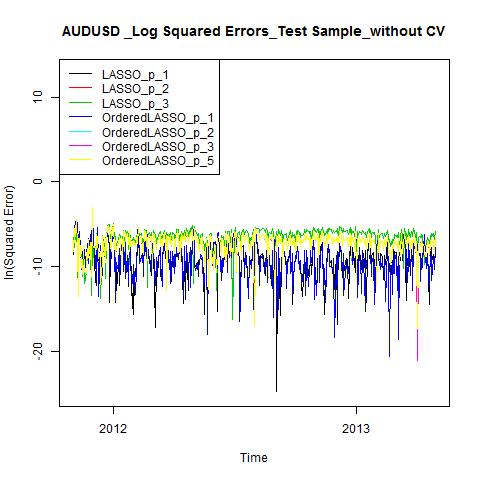 AUDUSD _Log Squared Errors_Test Sample_without CV
LASSO_p_1
LASSO_p_2
LASSO_p_3
OrderedLASSO_p_1
OrderedLASSO_p_2
OrderedLASSO_p_3
OrderedLASSO_p_5
10
0
-10
-20
ln(Squared Error)
2012
2013
Time